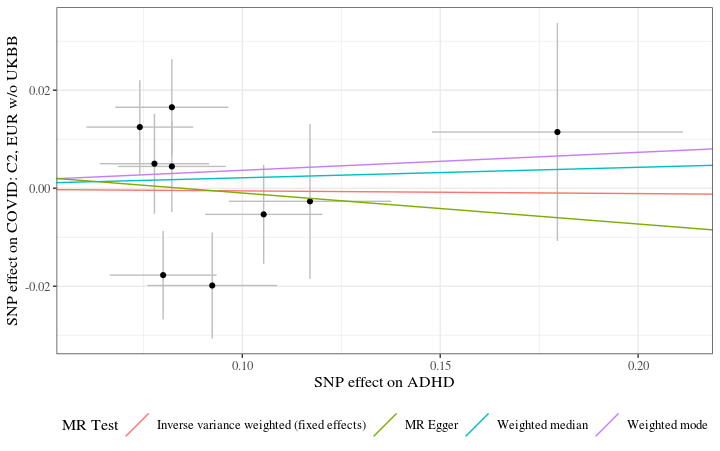 SNP effect on COVID: C2, EUR w/o UKBB
0.02
0.00
-0.02
0.10
0.15
0.20
SNP effect on ADHD
MR Test
Inverse variance weighted (fixed effects)
MR Egger
Weighted median
Weighted mode